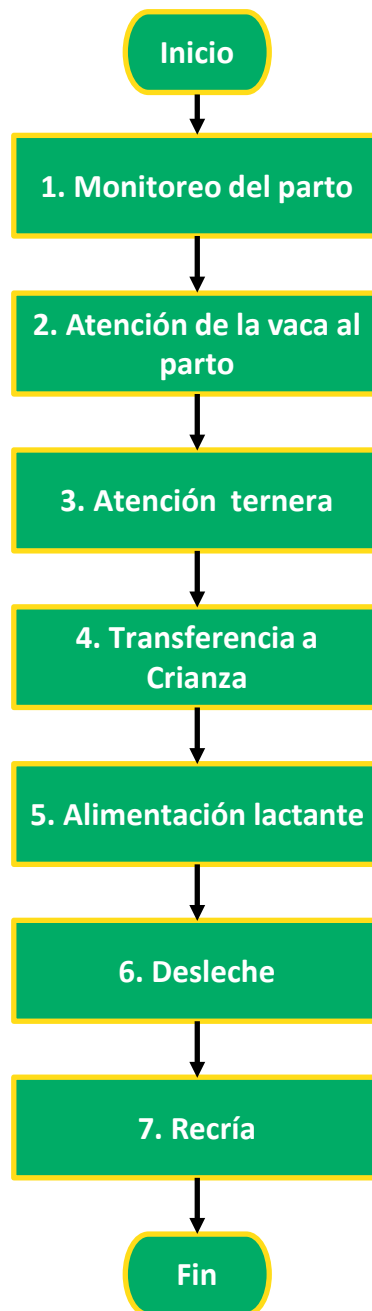 Inicio
1. Monitoreo del parto
2. Atención de la vaca al
parto
3. Atención  ternera
4. Transferencia a
Crianza
5. Alimentación lactante
6. Desleche
7. Recría
Fin